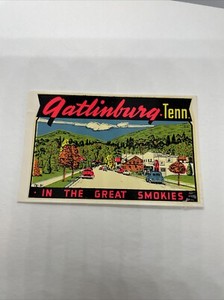 Gatlinburg, Tenn.
IN THE GREAT SMOKIES